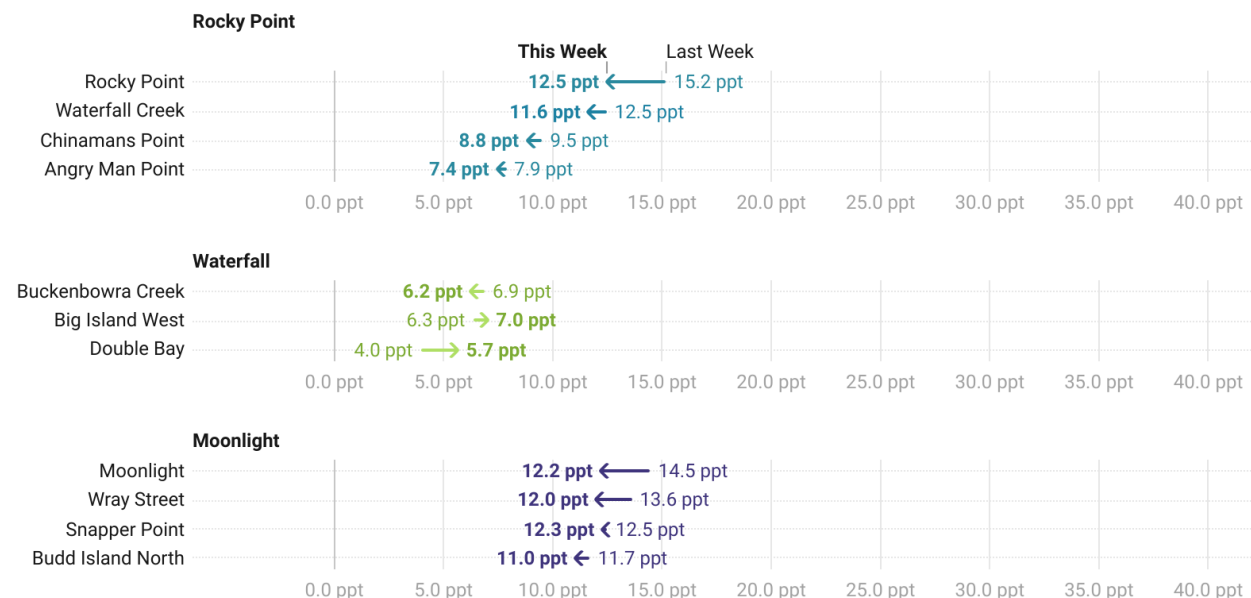 Rocky Point
This Week Last Week
Rocky Point 12.5 ppt 15.2 ppt
Waterfall Creek 11.6 ppt 12.5 ppt
Chinamans Point 8.8 ppt 9.5 ppt
Angry Man Point 7.4 ppt 7.9 ppt
0.0 ppt 5.0 ppt 10.0 ppt 15.0 ppt 20.0 ppt 25.0 ppt 30.0 ppt 35.0 ppt 40.0 ppt
Waterfall
Buckenbowra Creek 6.2 ppt 6.9 ppt
Big Island West 6.3 ppt 7.0 ppt
Double Bay 4.0 ppt 5.7 ppt
0.0 ppt 5.0 ppt 10.0 ppt 15.0 ppt 20.0 ppt 25.0 ppt 30.0 ppt 35.0 ppt 40.0 ppt
Moonlight
Moonlight 12.2 ppt 14.5 ppt
Wray Street 12.0 ppt 13.6 ppt
Snapper Point 12.3 ppt 12.5 ppt
Budd Island North 11.0 ppt 11.7 ppt
0.0 ppt 5.0 ppt 10.0 ppt 15.0 ppt 20.0 ppt 25.0 ppt 30.0 ppt 35.0 ppt 40.0 ppt